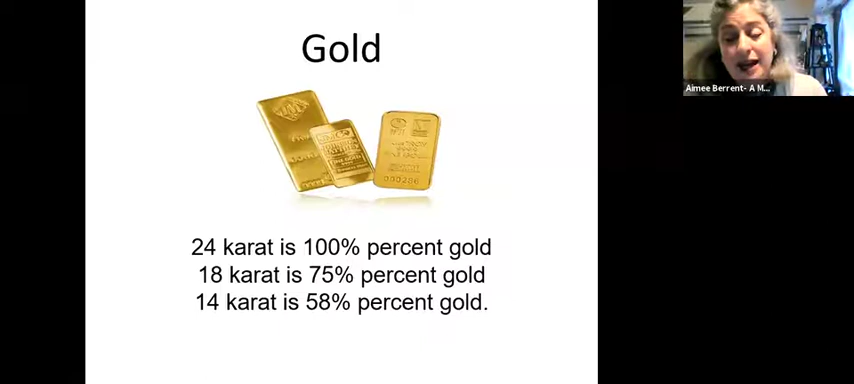 Gold
24 karat is 100% percent gold
18 karat is 75% percent gold
14 karat is 58% percent gold.
Aimee Berrent- A M...